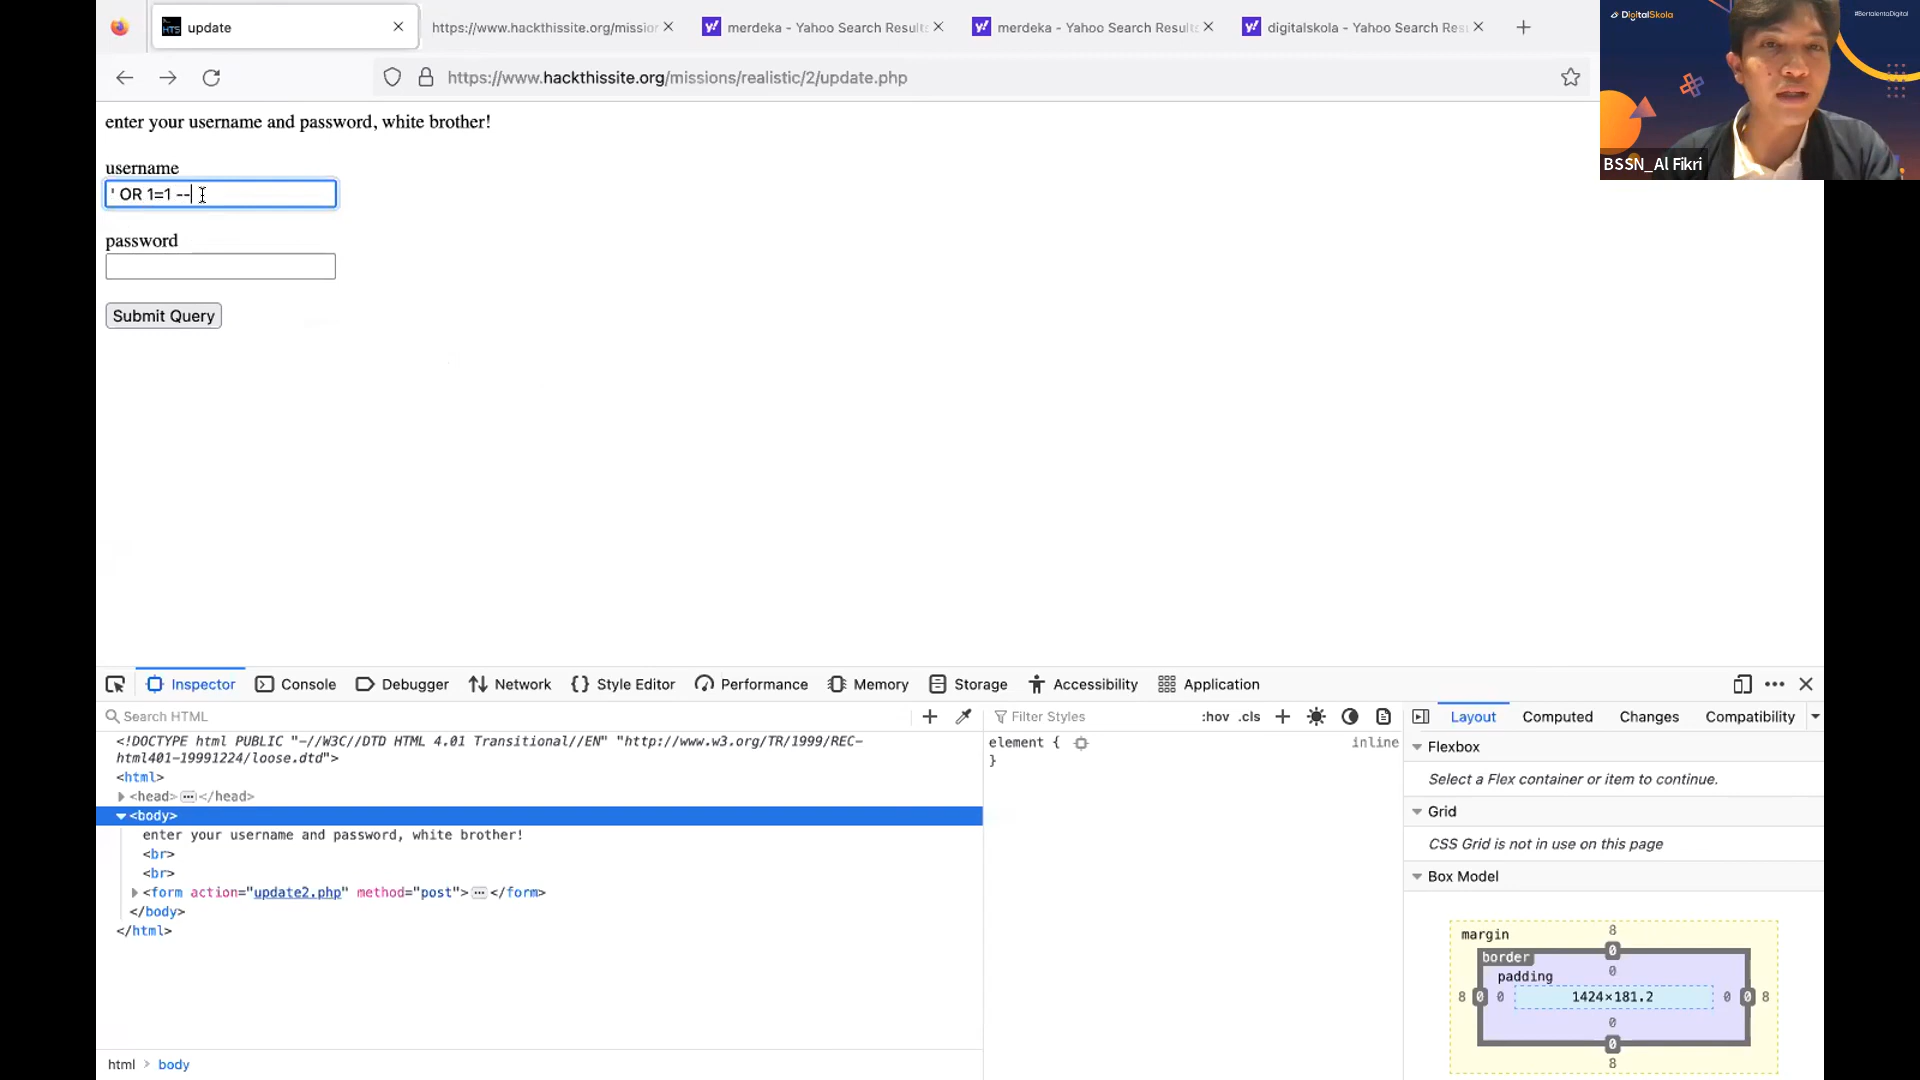 update
https://www.hackthissite.org/mission
merdeka - Yahoo Search Results
merdeka - Yahoo Search Results
digitalskola - Yahoo Search Res
https://www.hackthissite.org/missions/realistic/2/update.php
DigitalSkola
#BertalentaDigital
BSSN_Al Fikri
enter your username and password, white brother!
username
' OR 1=1 --
password
Submit Query
Inspector
Console
Debugger
Network
Style Editor
Performance
Memory
Storage
Accessibility
Application
Search HTML
Filter Styles
:hov .cls
Layout
Computed
Changes
Compatibility
<!DOCTYPE html PUBLIC "-//W3C//DTD HTML 4.01 Transitional//EN" "http://www.w3.org/TR/1999/REC-
html401-19991224/loose.dtd">
<html>
<head> </head>
<body>
enter your username and password, white brother!
<br>
<br>
<form action="update2.php" method="post"> </form>
</body>
</html>
html > body
element { inline
}
Flexbox
Select a Flex container or item to continue.
Grid
CSS Grid is not in use on this page
Box Model
margin 8
border 0
padding 0
8 0 0 1424×181.2 0 0 8
0
0
8